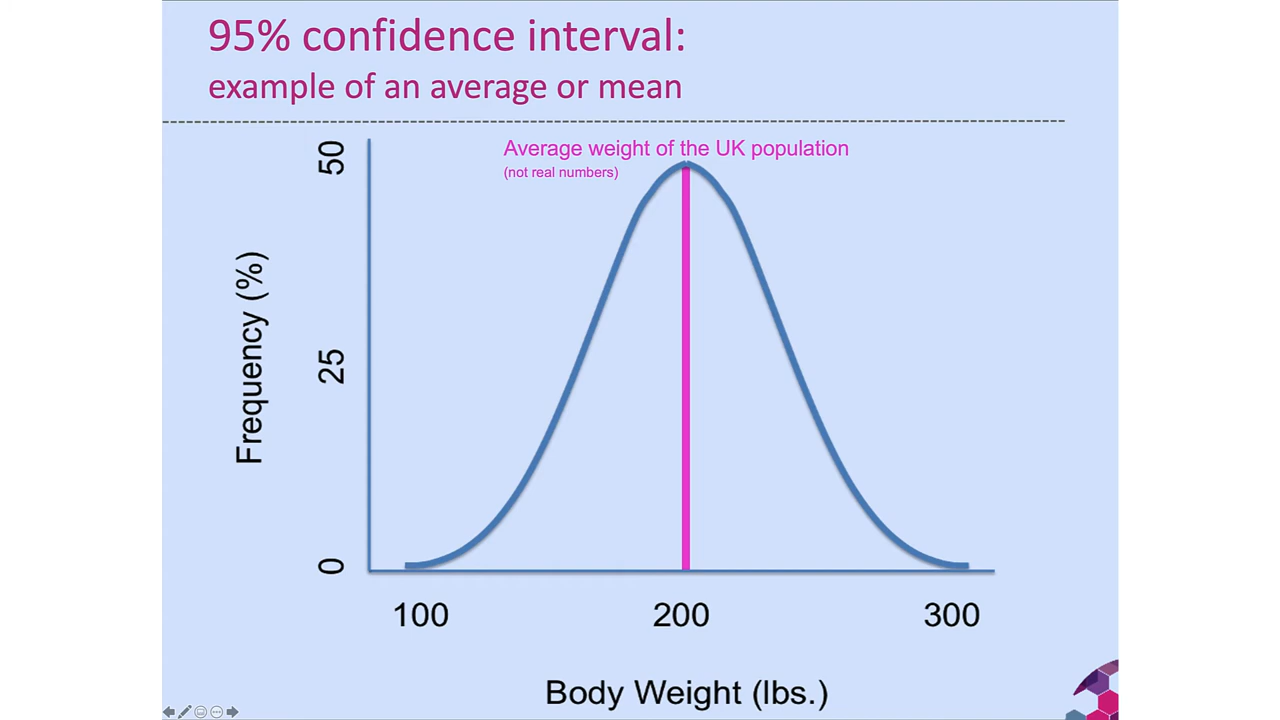 95% confidence interval:
example of an average or mean
Average weight of the UK population
(not real numbers)
50
25
0
Frequency (%)
100 200 300
Body Weight (lbs.)